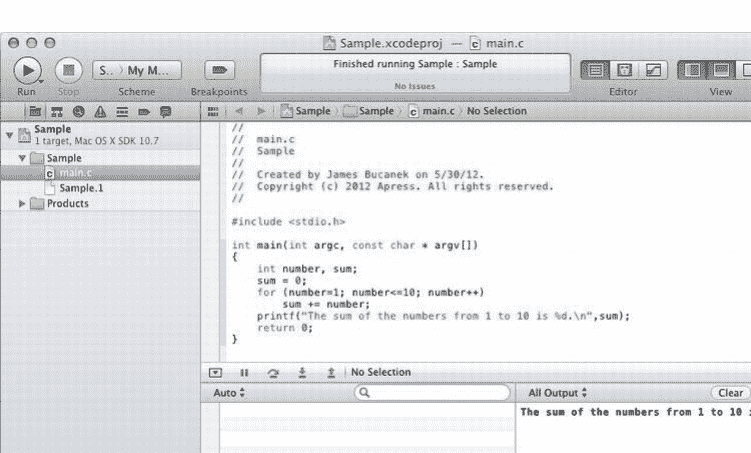 Sample.xcodeproj — main.c
S.. My M...
Finished running Sample : Sample
No Issues
Run Stop Scheme Breakpoints Editor View
Sample Sample main.c No Selection
Sample
1 target, Mac OS X SDK 10.7
Sample
main.c
Sample.1
Products
//
// main.c
// Sample
//
// Created by James Bucanek on 5/30/12.
// Copyright (c) 2012 Apress. All rights reserved.
//
#include <stdio.h>
int main(int argc, const char * argv[])
{
int number, sum;
sum = 0;
for (number=1; number<=10; number++)
sum += number;
printf("The sum of the numbers from 1 to 10 is %d.\n",sum);
return 0;
}
No Selection
Auto All Output Clear
The sum of the numbers from 1 to 10